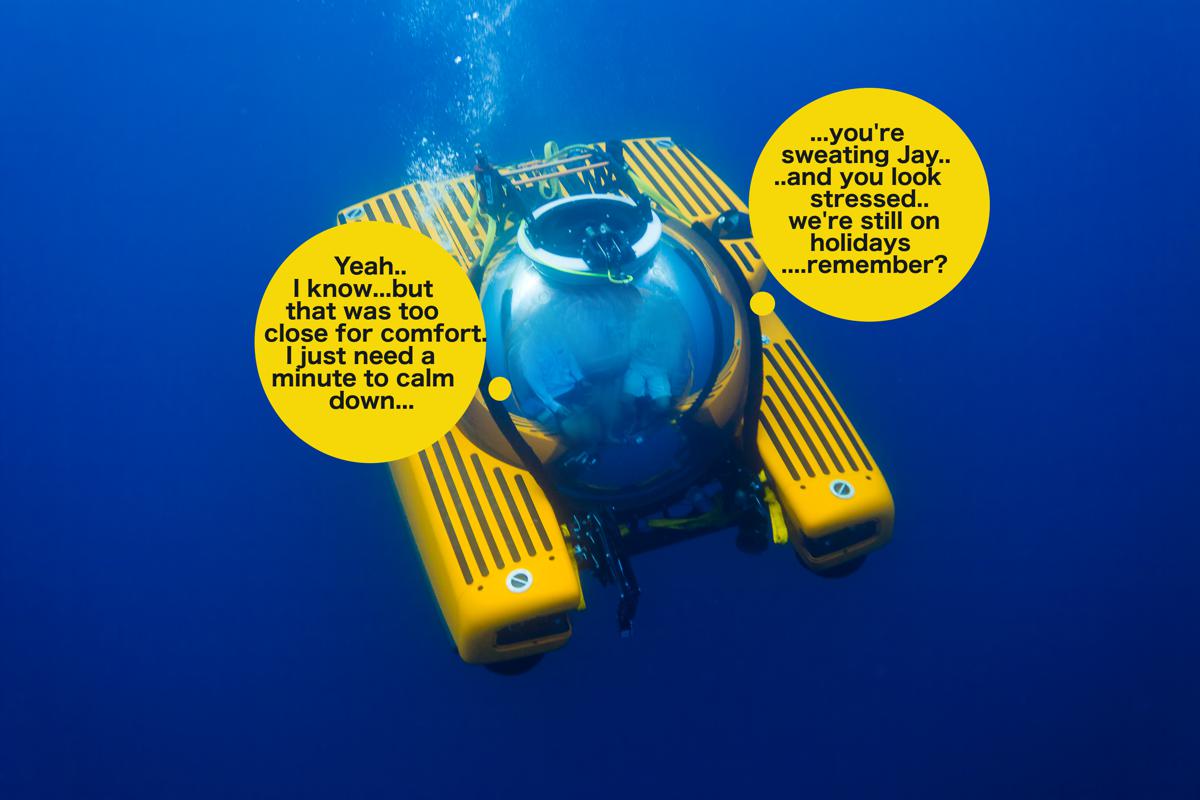 ...you're
sweating Jay..
..and you look
stressed..
we're still on
holidays
....remember?
Yeah..
I know...but
that was too
close for comfort.
I just need a
minute to calm
down...